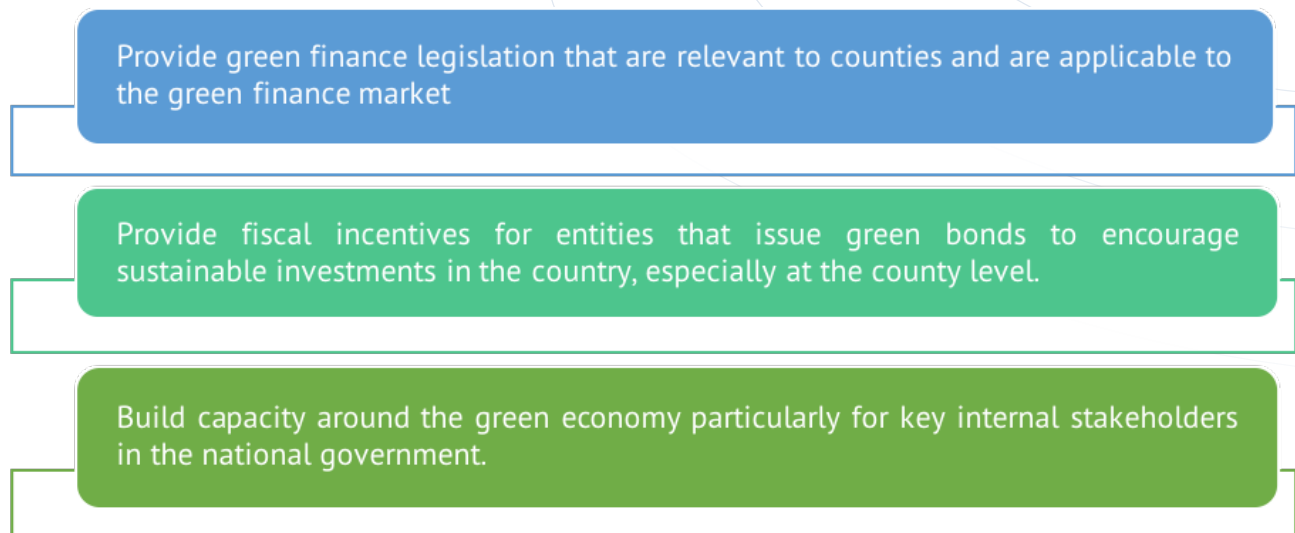 Provide green finance legislation that are relevant to counties and are applicable to
the green finance market
Provide fiscal incentives for entities that issue green bonds to encourage
sustainable investments in the country, especially at the county level.
Build capacity around the green economy particularly for key internal stakeholders
in the national government.